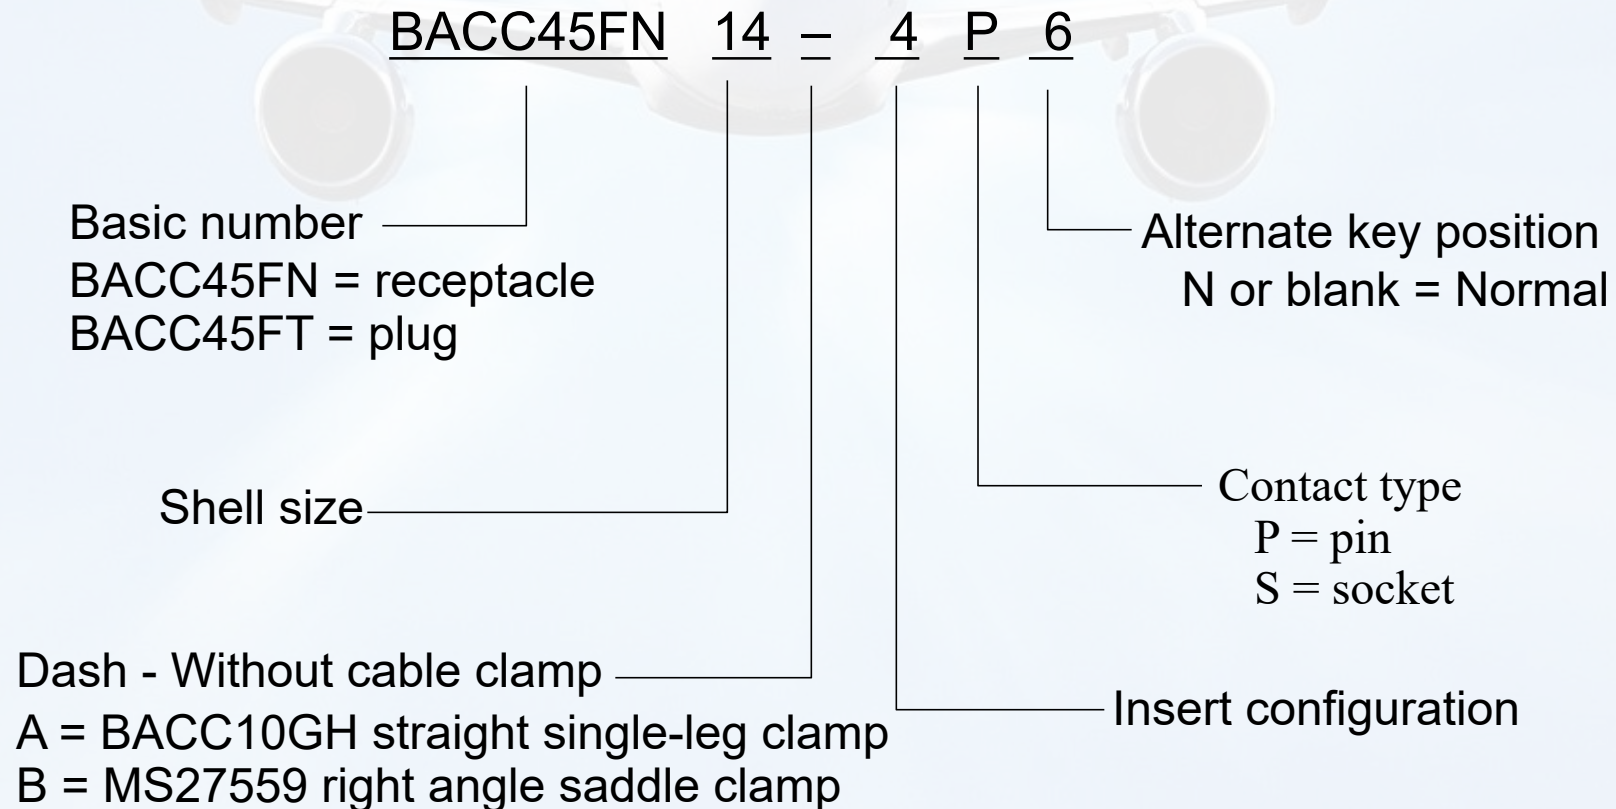 BACC45FN 14 – 4 P 6
Basic number
BACC45FN = receptacle
BACC45FT = plug
Alternate key position
N or blank = Normal
Shell size
Contact type
P = pin
S = socket
Dash - Without cable clamp
A = BACC10GH straight single-leg clamp
B = MS27559 right angle saddle clamp
Insert configuration